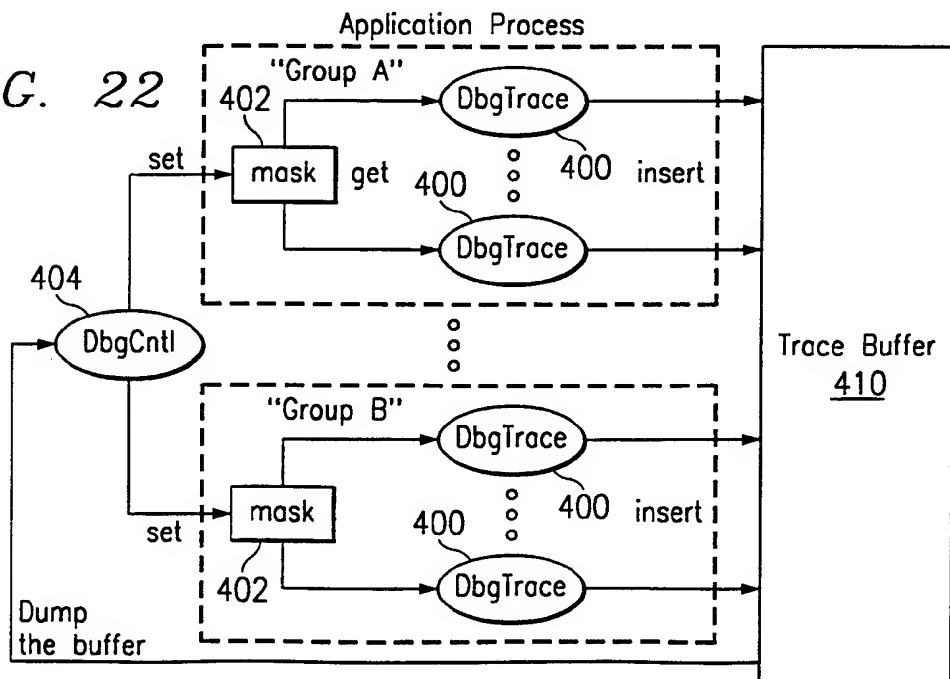 Application Process
G. 22
"Group A"
402
DbgTrace
400
set
mask
get
insert
400
DbgTrace
404
DbgCntl
Trace Buffer
410
"Group B"
DbgTrace
400
set
mask
insert
400
402
DbgTrace
Dump
the buffer